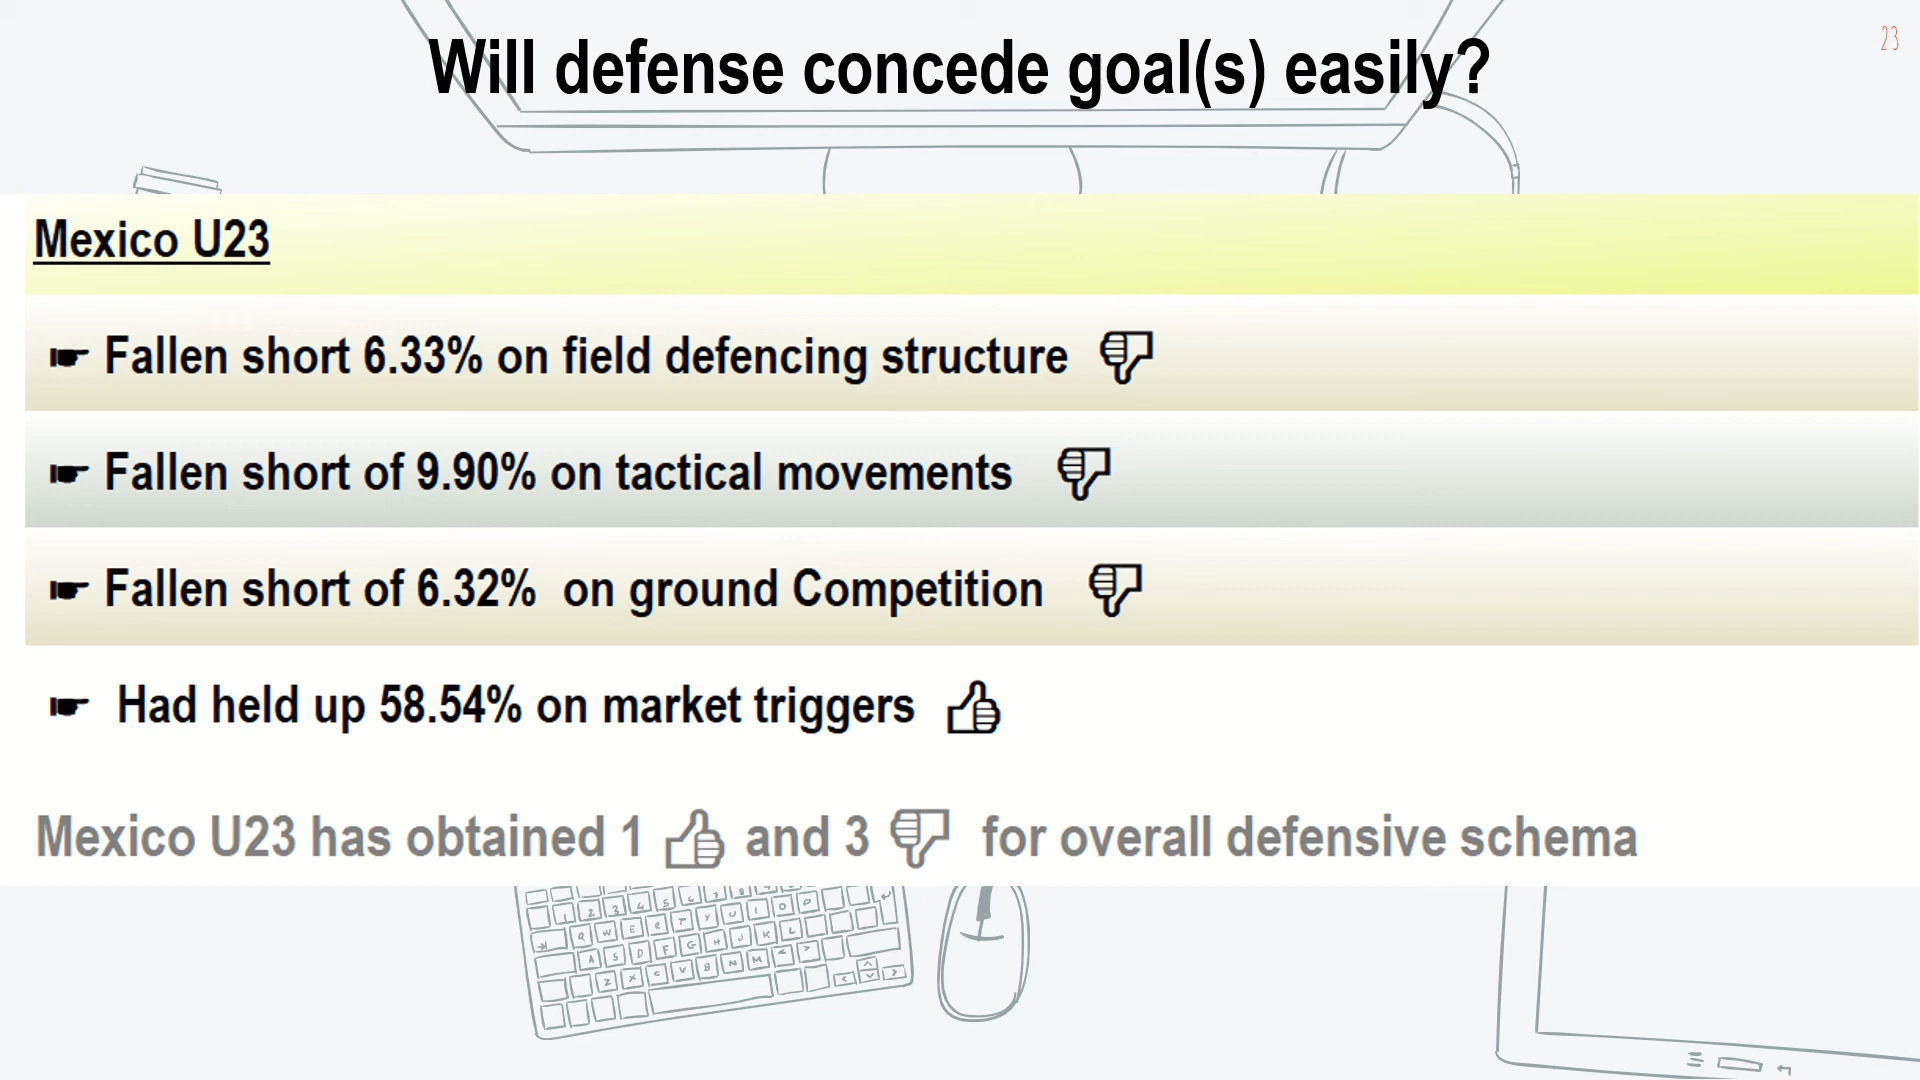 23
Will defense concede goal(s) easily?
Mexico U23
☛ Fallen short 6.33% on field defencing structure 👎
☛ Fallen short of 9.90% on tactical movements 👎
☛ Fallen short of 6.32% on ground Competition 👎
☛ Had held up 58.54% on market triggers 👍
Mexico U23 has obtained 1 👍 and 3 👎 for overall defensive schema